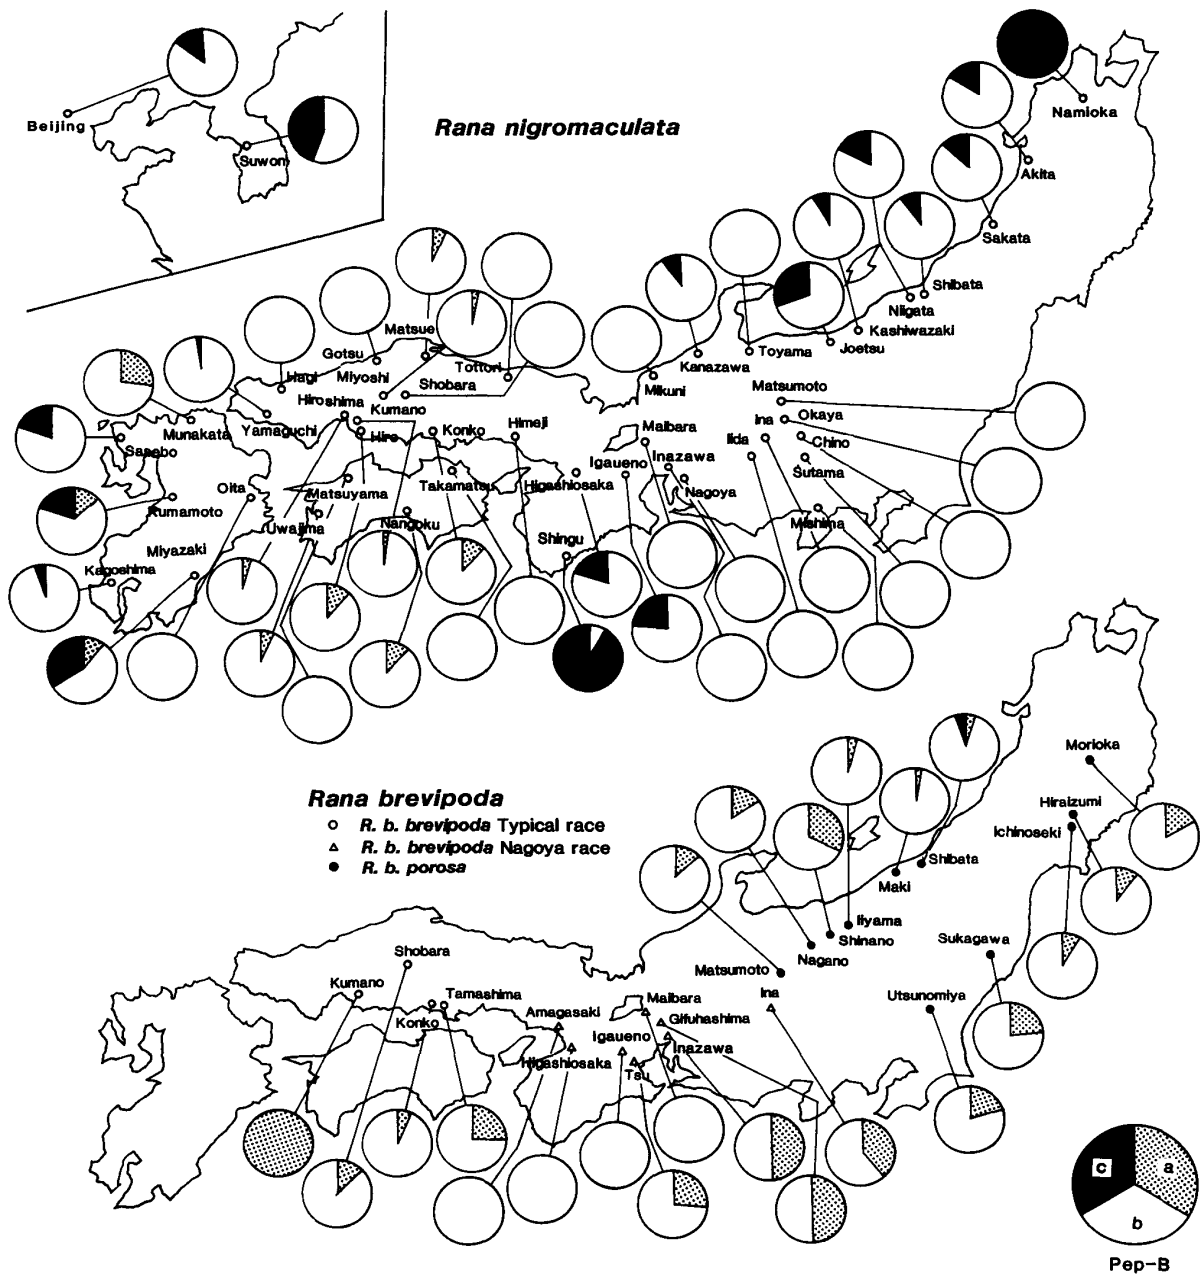 Rana nigromaculata
Beijing
Suwon
Namioka
Akita
Sakata
Shibata
Niigata
Kashiwazaki
Joetsu
Toyama
Kanazawa
Mikuni
Matsue
Gotsu
Miyoshi
Tottori
Shobara
Hagi
Hiroshima
Kumano
Yamaguchi
Hiro
Konko
Himeji
Munakata
Sasebo
Kumamoto
Oita
Matsuyama
Takamatsu
Higashiosaka
Igaueno
Maibara
Inazawa
Nagoya
Iida
Ina
Matsumoto
Okaya
Chino
Sutama
Mishima
Uwajima
Nangoku
Shingu
Miyazaki
Kagoshima
Rana brevipoda
R. b. brevipoda Typical race
R. b. brevipoda Nagoya race
R. b. porosa
Morioka
Hiraizumi
Ichinoseki
Shibata
Maki
Iiyama
Shinano
Nagano
Matsumoto
Sukagawa
Utsunomiya
Shobara
Kumano
Tamashima
Konko
Amagasaki
Higashiosaka
Igaueno
Tsu
Maibara
Gifuhashima
Inazawa
Ina
c
a
b
Pep-B